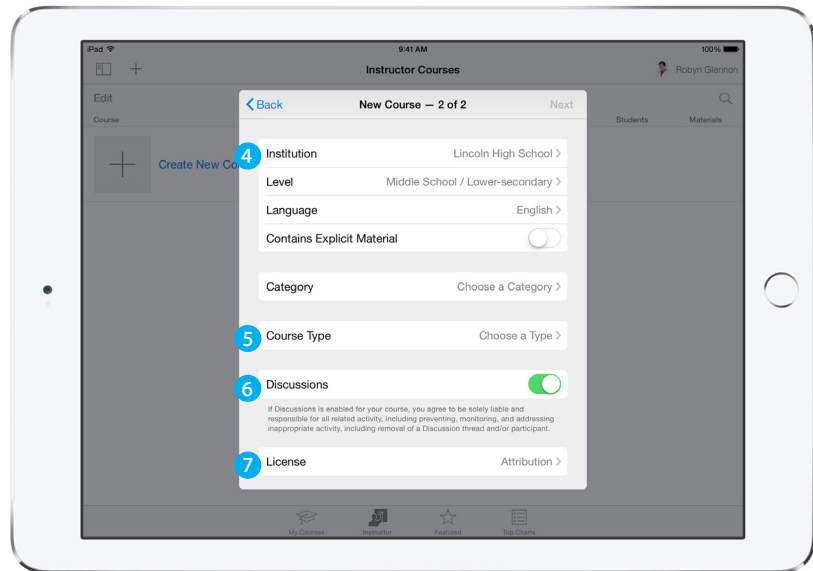 iPad 9:41 AM 100%
Instructor Courses Robyn Glennon
Edit
Course Students Materials
Create New Co
Back New Course — 2 of 2 Next
4 Institution Lincoln High School >
Level Middle School / Lower-secondary >
Language English >
Contains Explicit Material
Category Choose a Category >
5 Course Type Choose a Type >
6 Discussions
If Discussions is enabled for your course, you agree to be solely liable and
responsible for all related activity, including preventing, monitoring, and addressing
inappropriate activity, including removal of a Discussion thread and/or participant.
7 License Attribution >
My Courses Instructor Featured Top Charts